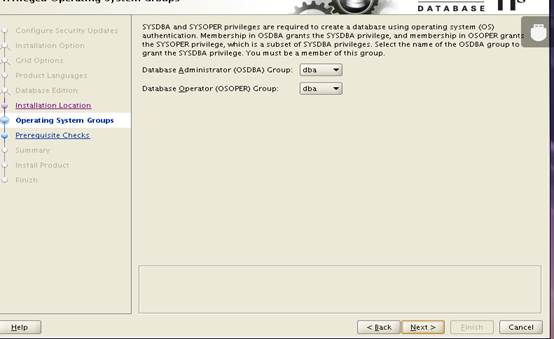 Privileged Operating System Groups
DATABASE 11g
Configure Security Updates
Installation Option
Grid Options
Product Languages
Database Edition
Installation Location
Operating System Groups
Prerequisite Checks
Summary
Install Product
Finish
SYSDBA and SYSOPER privileges are required to create a database using operating system (OS)
authentication. Membership in OSDBA grants the SYSDBA privilege, and membership in OSOPER grants
the SYSOPER privilege, which is a subset of SYSDBA privileges. Select the name of the OSDBA group to
grant the SYSDBA privilege. You must be a member of this group.
Database Administrator (OSDBA) Group: dba
Database Operator (OSOPER) Group: dba
Help
< Back Next > Finish Cancel